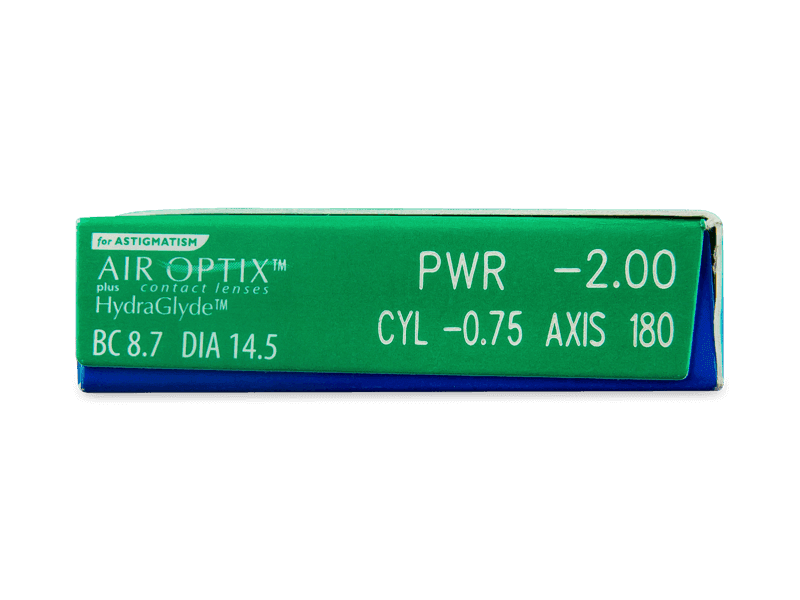 for ASTIGMATISM
AIR OPTIX™
plus contact lenses
HydraGlyde™
BC 8.7 DIA 14.5
PWR −2.00
CYL −0.75 AXIS 180